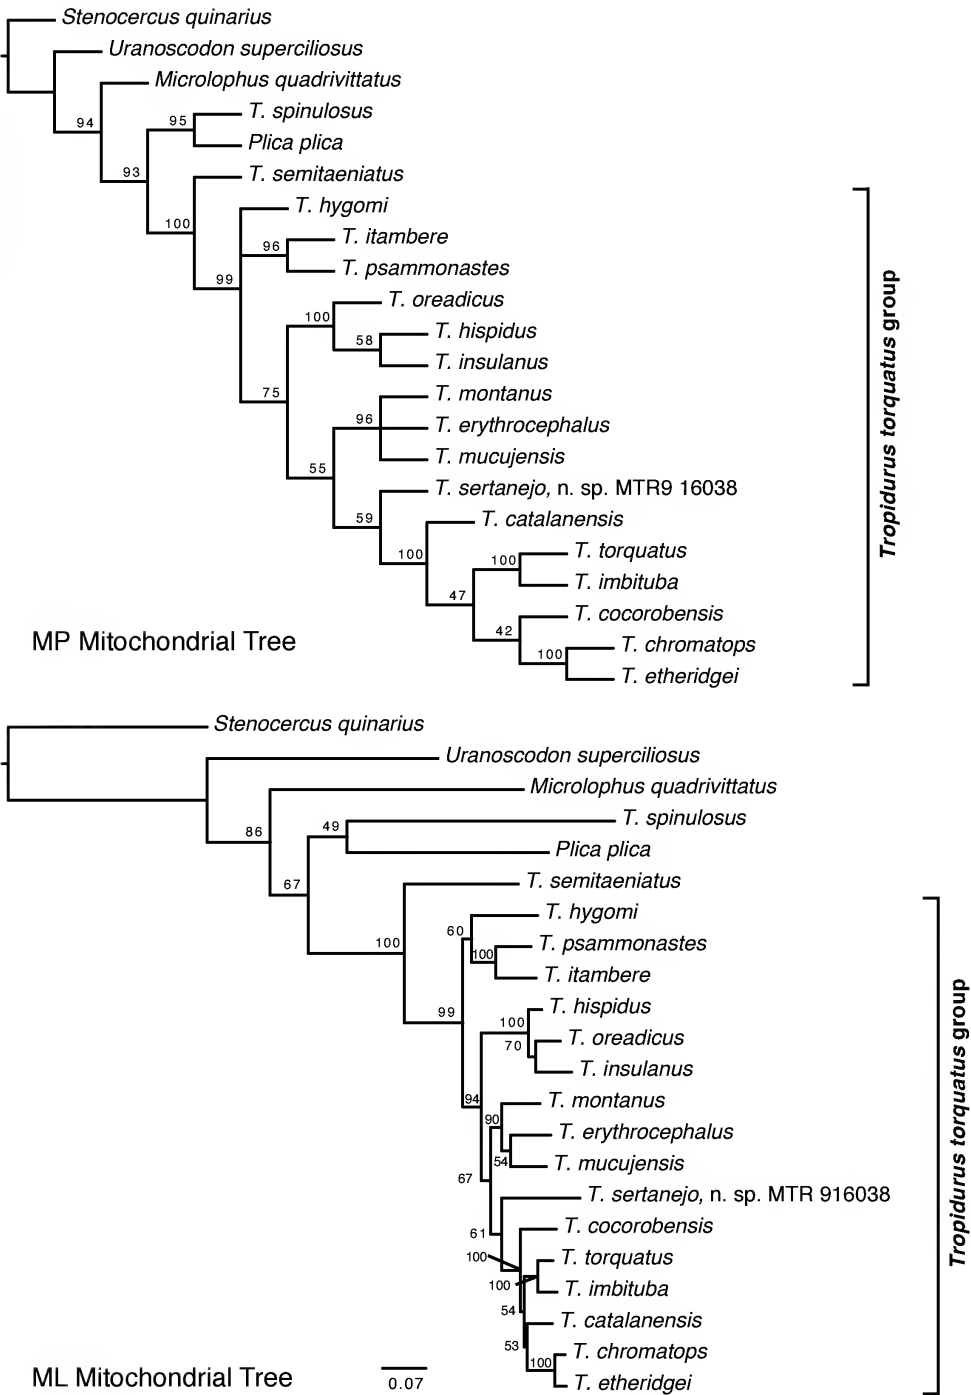 Stenocercus quinarius
Uranoscodon superciliosus
Microlophus quadrivittatus
94
T. spinulosus
95
Plica plica
93
T. semitaeniatus
T. hygomi
100
T. itambere
96
T. psammonastes
99
T. oreadicus
100
T. hispidus
58
T. insulanus
75
T. montanus
96
T. erythrocephalus
T. mucujensis
55
T. sertanejo, n. sp. MTR9 16038
59
T. catalanensis
100
T. torquatus
100
T. imbituba
47
T. cocorobensis
42
T. chromatops
100
T. etheridgei
Tropidurus torquatus group
MP Mitochondrial Tree
Stenocercus quinarius
Uranoscodon superciliosus
Microlophus quadrivittatus
86
T. spinulosus
49
Plica plica
67
T. semitaeniatus
T. hygomi
60
100
T. psammonastes
100
T. itambere
99
T. hispidus
100
T. oreadicus
70
T. insulanus
94
T. montanus
90
T. erythrocephalus
54
T. mucujensis
67
T. sertanejo, n. sp. MTR 916038
61
T. cocorobensis
100
T. torquatus
100
T. imbituba
54
T. catalanensis
53
T. chromatops
100
T. etheridgei
Tropidurus torquatus group
ML Mitochondrial Tree
0.07